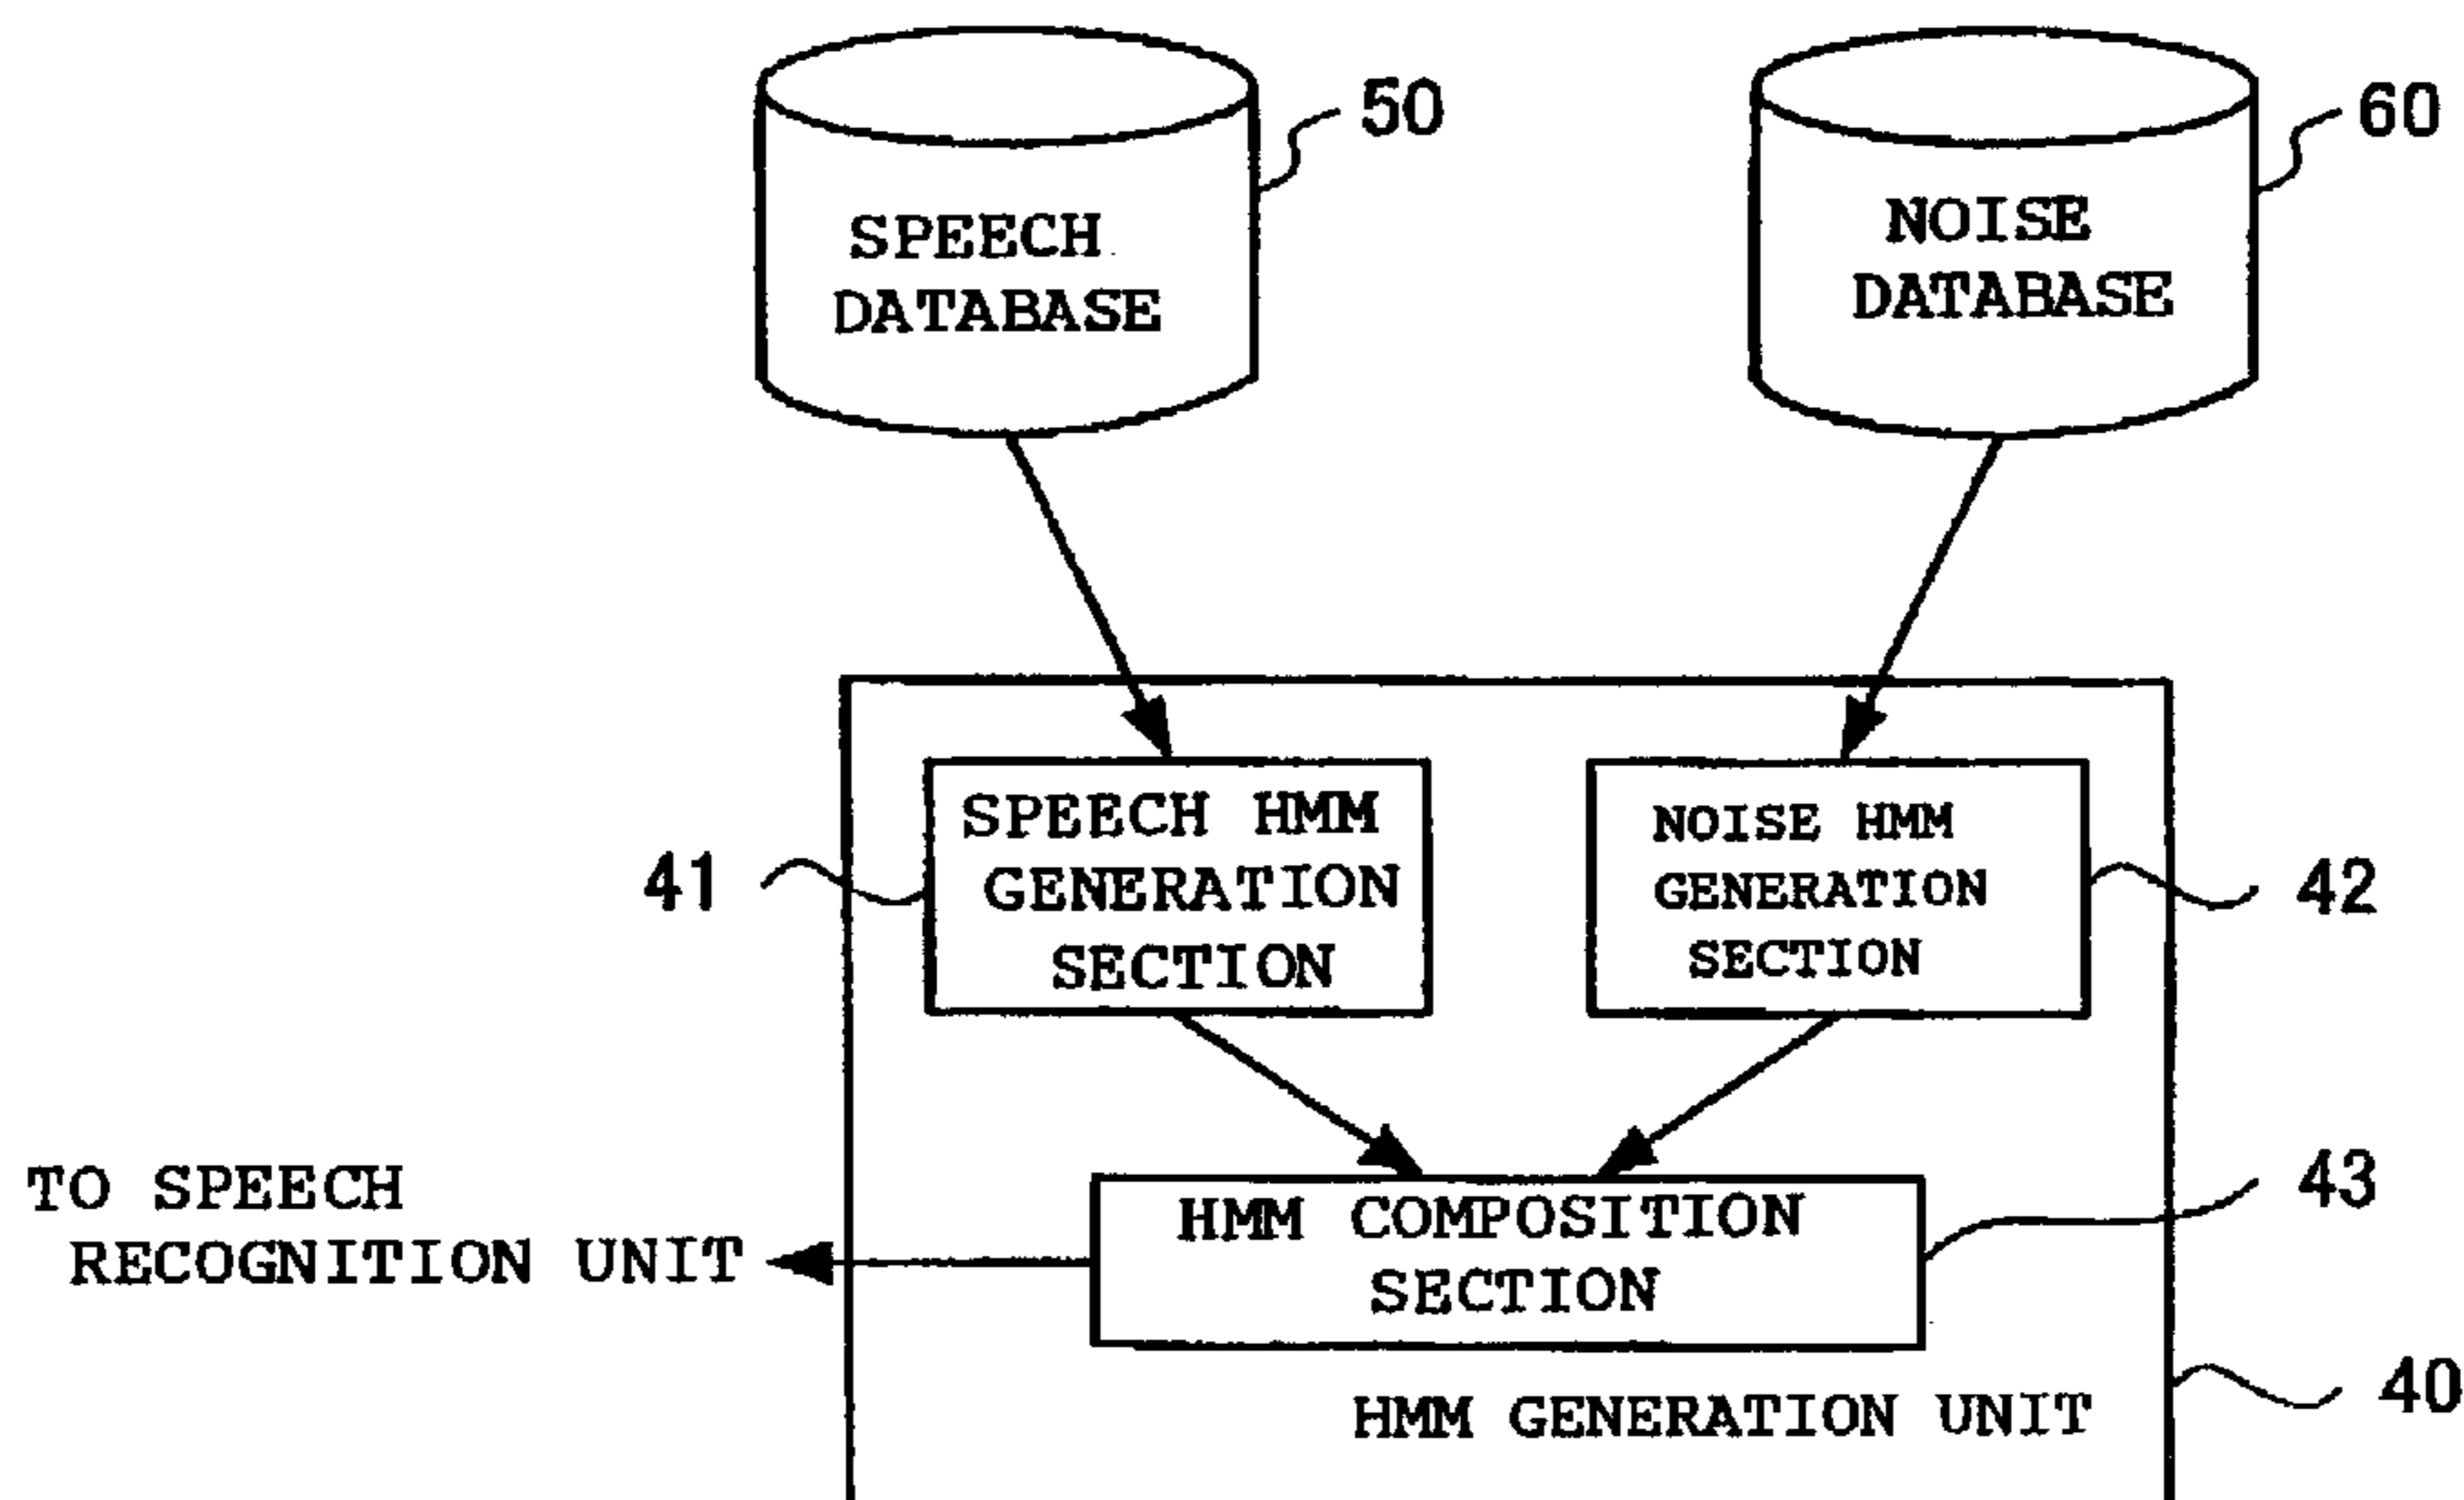 50
60
SPEECH
DATABASE
NOISE
DATABASE
SPEECH HMM
GENERATION
SECTION
NOISE HMM
GENERATION
SECTION
41
42
43
TO SPEECH
RECOGNITION UNIT
HMM COMPOSITION
SECTION
40
HMM GENERATION UNIT